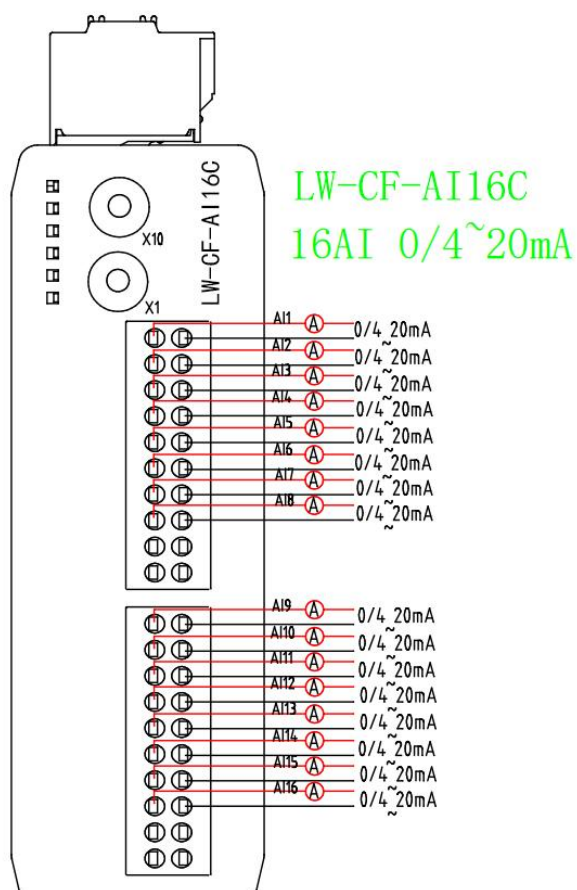 LW-CF-AI16C
16AI 0/4~20mA
LW-CF-AI16C
X10
X1
AI1 A 0/4~20mA
AI2 A 0/4~20mA
AI3 A 0/4~20mA
AI4 A 0/4~20mA
AI5 A 0/4~20mA
AI6 A 0/4~20mA
AI7 A 0/4~20mA
AI8 A 0/4~20mA
AI9 A 0/4~20mA
AI10 A 0/4~20mA
AI11 A 0/4~20mA
AI12 A 0/4~20mA
AI13 A 0/4~20mA
AI14 A 0/4~20mA
AI15 A 0/4~20mA
AI16 A 0/4~20mA